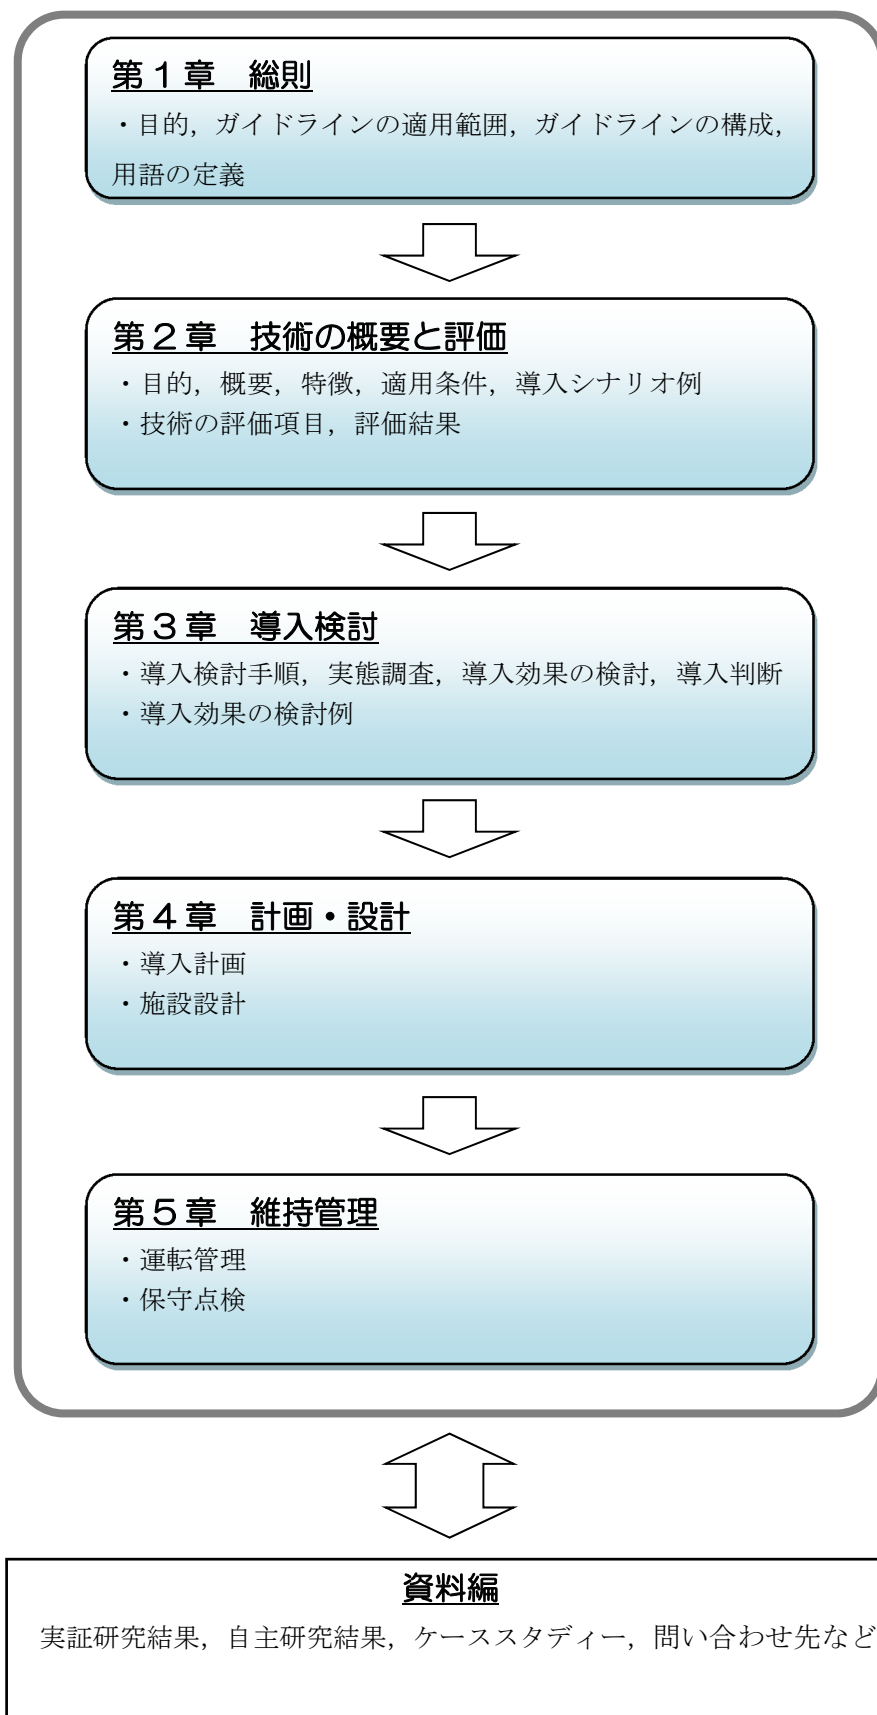 第１章　総則
・目的，ガイドラインの適用範囲，ガイドラインの構成，
用語の定義
第２章　技術の概要と評価
・目的，概要，特徴，適用条件，導入シナリオ例
・技術の評価項目，評価結果
第３章　導入検討
・導入検討手順，実態調査，導入効果の検討，導入判断
・導入効果の検討例
第４章　計画・設計
・導入計画
・施設設計
第５章　維持管理
・運転管理
・保守点検
資料編
実証研究結果，自主研究結果，ケーススタディー，問い合わせ先など